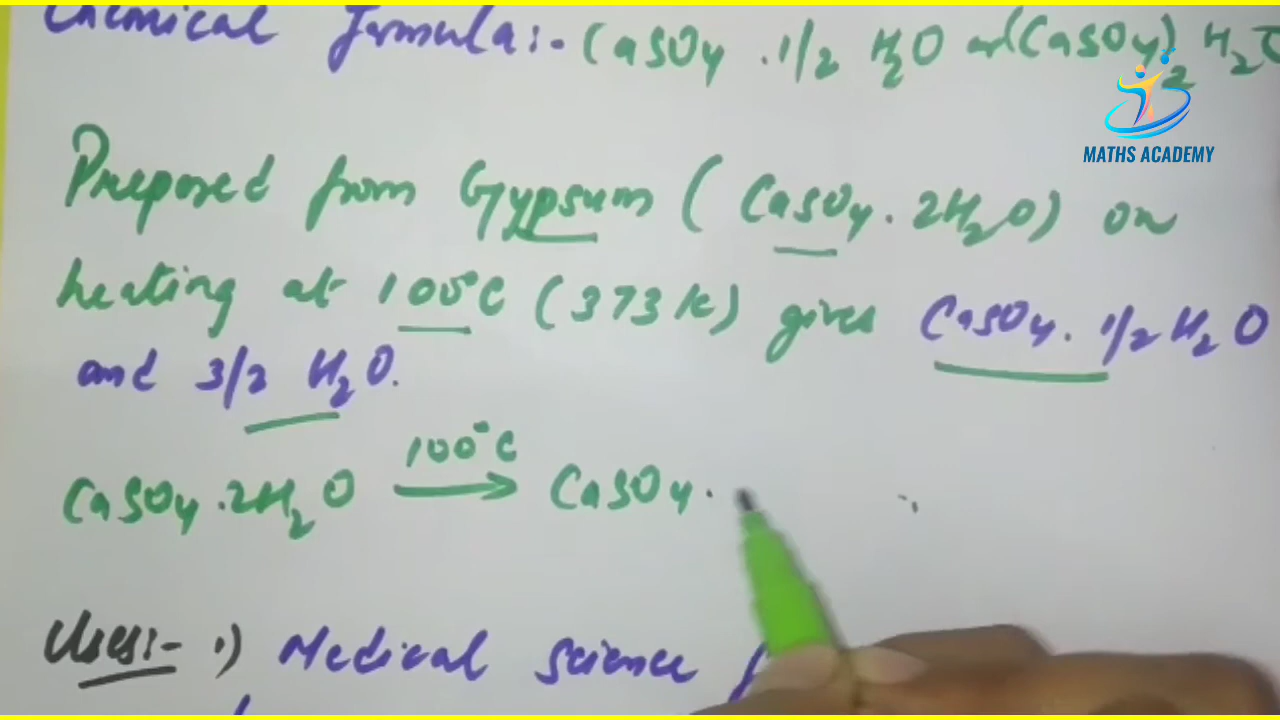 Chemical formula:- CaSO4 . 1/2 H2O or (CaSO4)2 H2O
MATHS ACADEMY
Prepared from Gypsum ( CaSO4 . 2H2O) on
heating at 100°C (373 K) gives CaSO4 . 1/2 H2O
and 3/2 H2O.
100°C
CaSO4 . 2H2O → CaSO4 .
Uses:- 1) Medical science